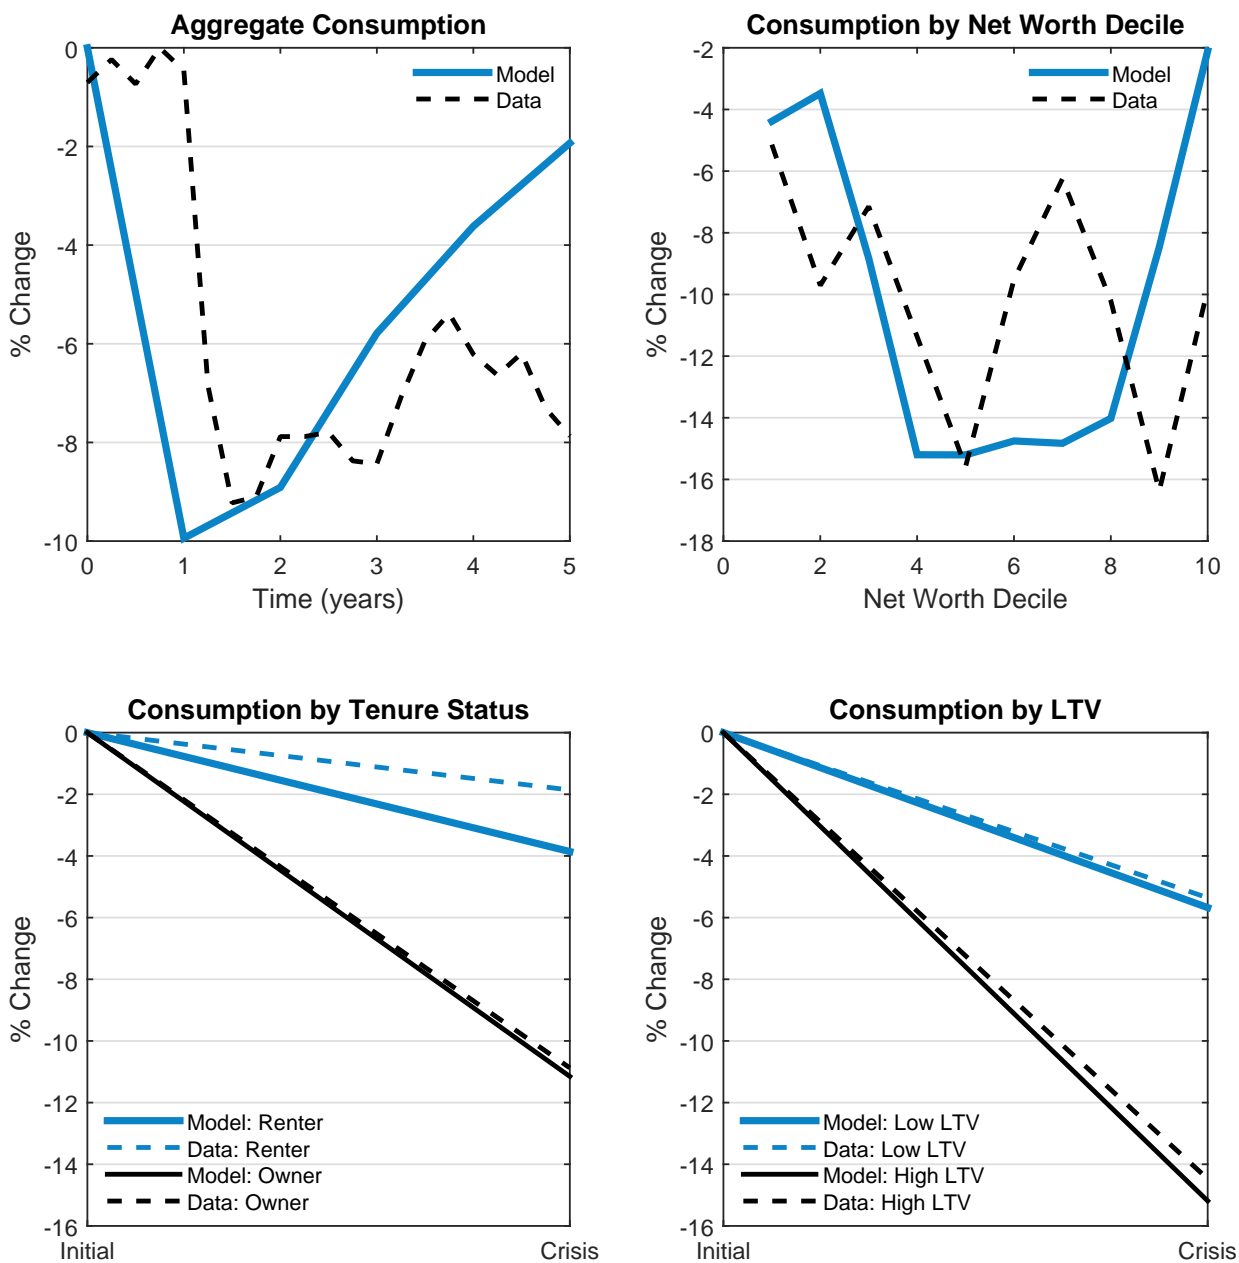 Aggregate Consumption
% Change
0
-2
-4
-6
-8
-10
Model
Data
0 1 2 3 4 5
Time (years)
Consumption by Net Worth Decile
% Change
-2
-4
-6
-8
-10
-12
-14
-16
-18
Model
Data
0 2 4 6 8 10
Net Worth Decile
Consumption by Tenure Status
% Change
0
-2
-4
-6
-8
-10
-12
-14
-16
Model: Renter
Data: Renter
Model: Owner
Data: Owner
Initial Crisis
Consumption by LTV
% Change
0
-2
-4
-6
-8
-10
-12
-14
-16
Model: Low LTV
Data: Low LTV
Model: High LTV
Data: High LTV
Initial Crisis